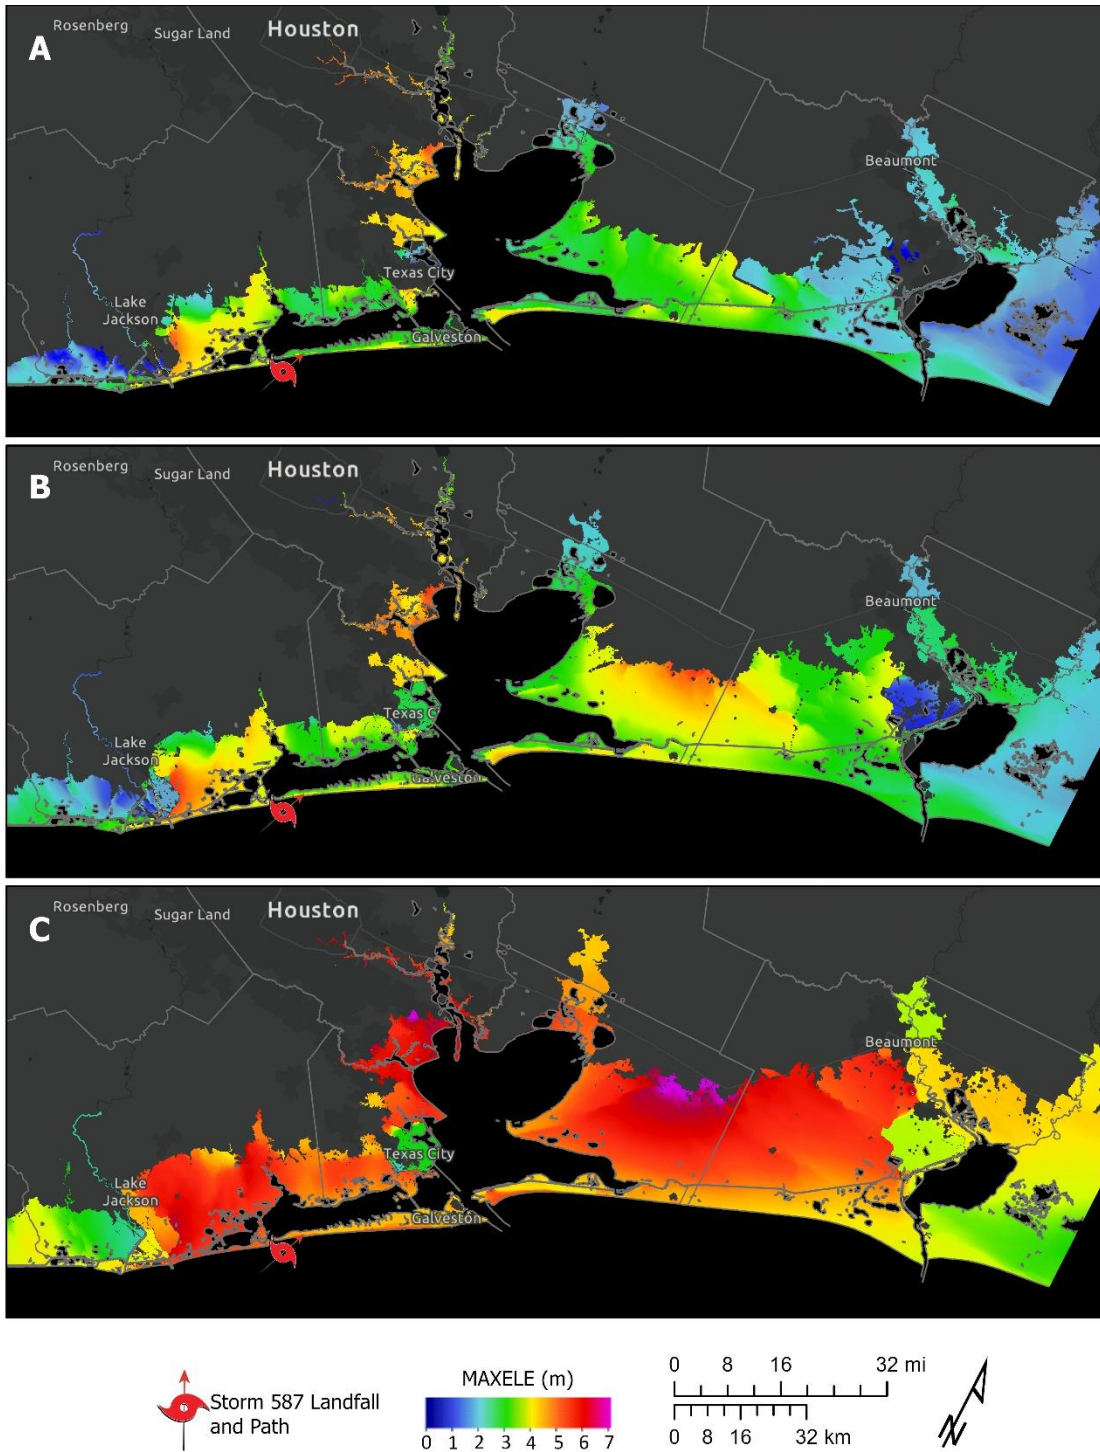 A
Rosenberg
Sugar Land
Houston
Beaumont
Texas City
Lake
Jackson
Galveston
B
Rosenberg
Sugar Land
Houston
Beaumont
Texas C
Lake
Jackson
Galveston
C
Rosenberg
Sugar Land
Houston
Beaumont
Texas City
Lake
Jackson
Galveston
Storm 587 Landfall
and Path
MAXELE (m)
0 1 2 3 4 5 6 7
0 8 16 32 mi
0 8 16 32 km
N